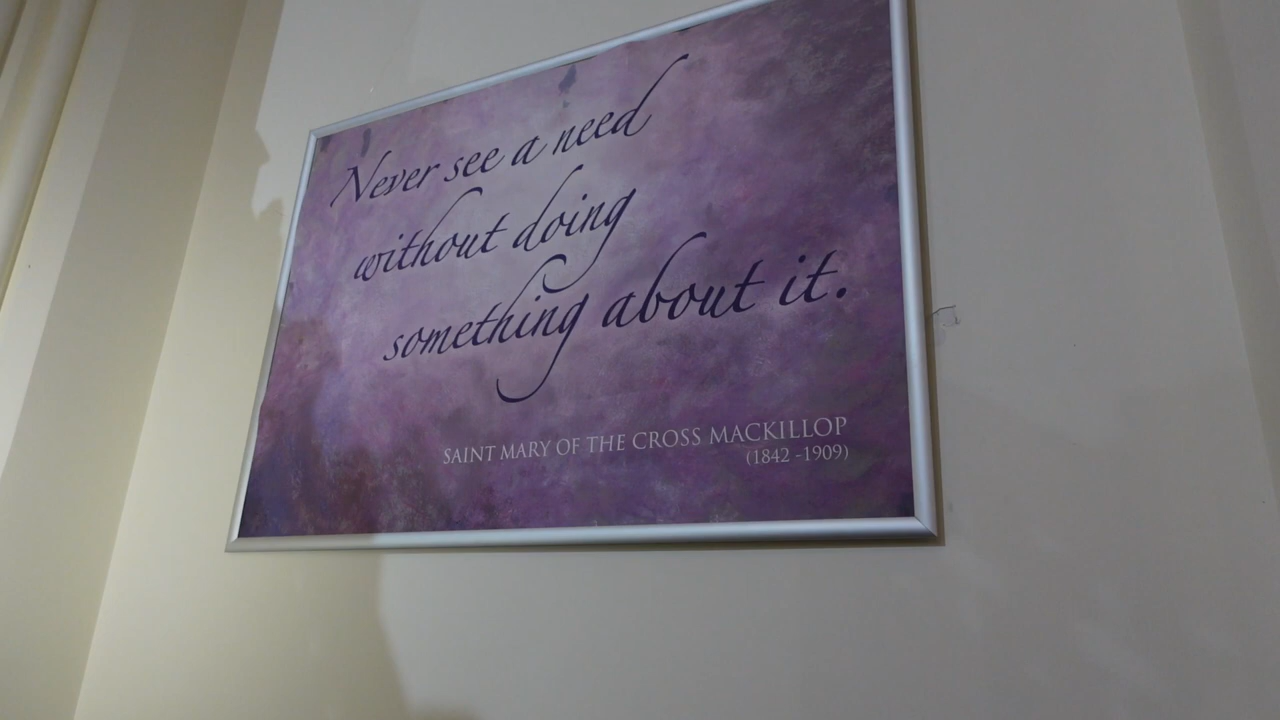 Never see a need
without doing
something about it.
SAINT MARY OF THE CROSS MACKILLOP
(1842 -1909)